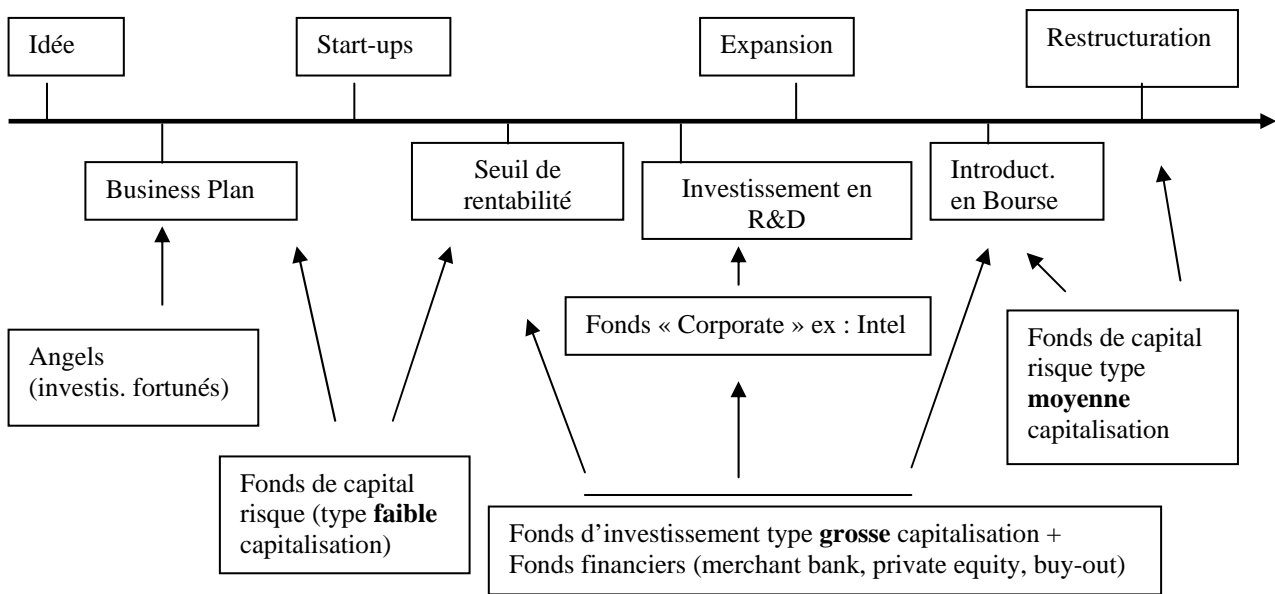 Idée
Start-ups
Expansion
Restructuration
Business Plan
Seuil de
rentabilité
Investissement en
R&D
Introduct.
en Bourse
Fonds « Corporate » ex : Intel
Angels
(investis. fortunés)
Fonds de capital
risque type
moyenne
capitalisation
Fonds de capital
risque (type faible
capitalisation)
Fonds d’investissement type grosse capitalisation +
Fonds financiers (merchant bank, private equity, buy-out)